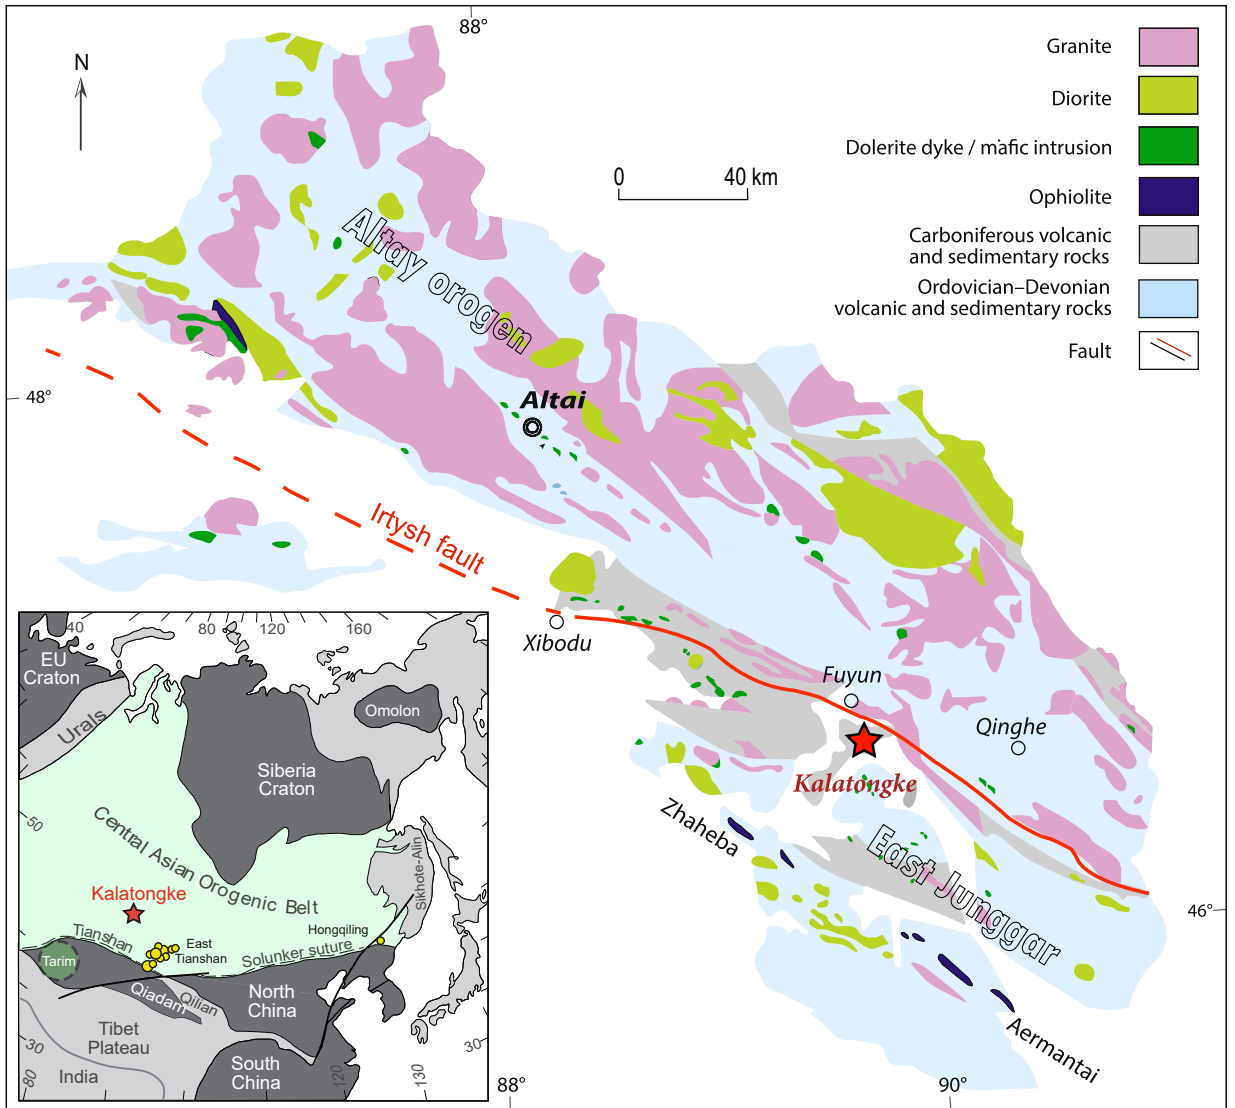 88°
N
Granite
Diorite
Dolerite dyke / mafic intrusion
Ophiolite
Carboniferous volcanic
and sedimentary rocks
Ordovician–Devonian
volcanic and sedimentary rocks
Fault
0 40 km
Altay orogen
48°
Altai
Irtysh fault
Xibodu
Fuyun
Qinghe
Kalatongke
Zhaheba
East Junggar
46°
Aermantai
88°
90°
40
80
120
160
EU
Craton
Urals
Omolon
Siberia
Craton
50
Central Asian Orogenic Belt
Sikhote-Alin
Kalatongke
Hongqiling
Tianshan
East
Tianshan
Solunker suture
Tarim
Qiadam
Qilian
North
China
Tibet
Plateau
30
30
India
South
China
80
120
130